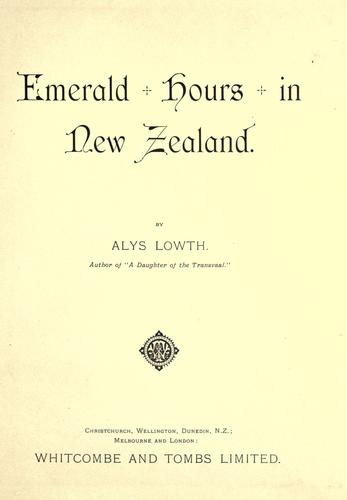 Emerald + Hours + in
New Zealand.
BY
ALYS LOWTH.
Author of "A Daughter of the Transvaal."
CHRISTCHURCH, WELLINGTON, DUNEDIN, N.Z.;
MELBOURNE AND LONDON:
WHITCOMBE AND TOMBS LIMITED.